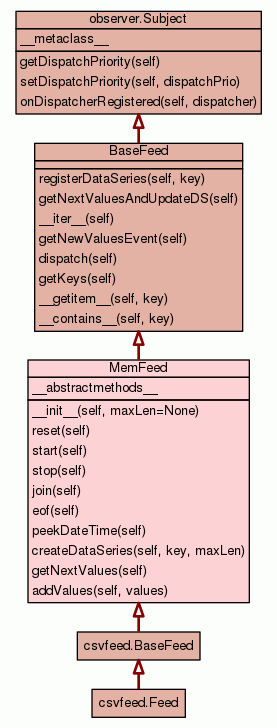 observer.Subject
__metaclass__
getDispatchPriority(self)
setDispatchPriority(self, dispatchPrio)
onDispatcherRegistered(self, dispatcher)
BaseFeed
registerDataSeries(self, key)
getNextValuesAndUpdateDS(self)
__iter__(self)
getNewValuesEvent(self)
dispatch(self)
getKeys(self)
__getitem__(self, key)
__contains__(self, key)
MemFeed
__abstractmethods__
__init__(self, maxLen=None)
reset(self)
start(self)
stop(self)
join(self)
eof(self)
peekDateTime(self)
createDataSeries(self, key, maxLen)
getNextValues(self)
addValues(self, values)
csvfeed.BaseFeed
csvfeed.Feed